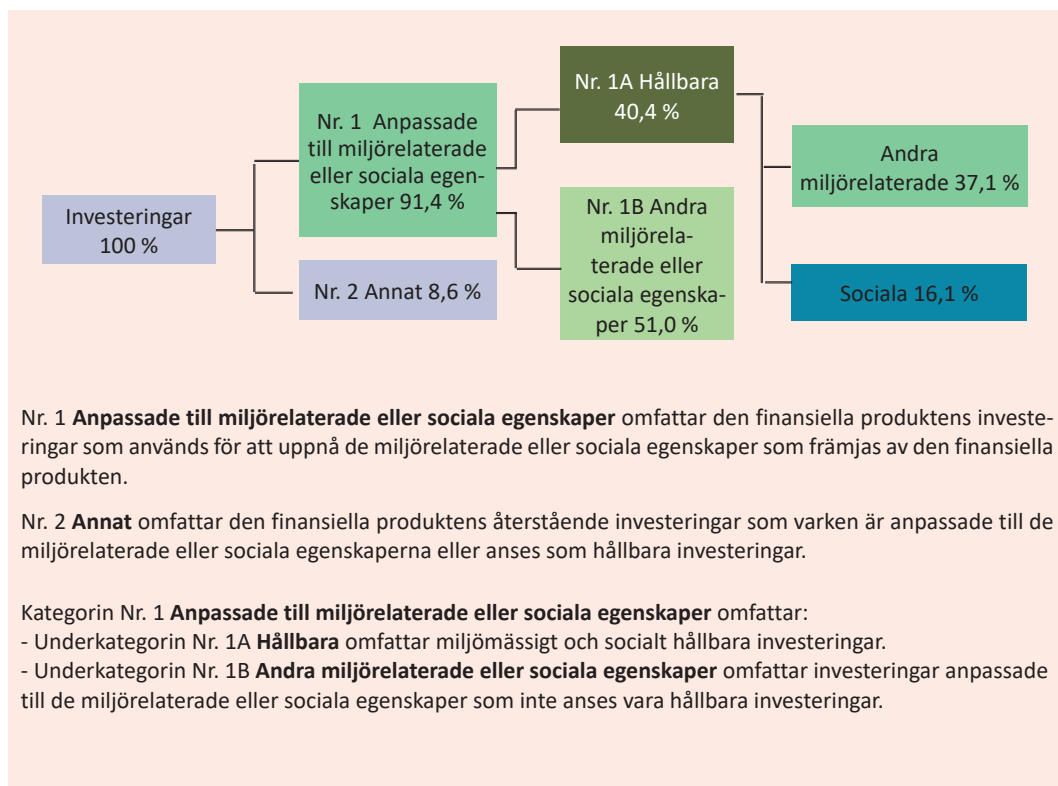 Investeringar
100 %
Nr. 1 Anpassade
till miljörelaterade
eller sociala egen-
skaper 91,4 %
Nr. 2 Annat 8,6 %
Nr. 1A Hållbara
40,4 %
Nr. 1B Andra
miljörela-
terade eller
sociala egenska-
per 51,0 %
Andra
miljörelaterade 37,1 %
Sociala 16,1 %
Nr. 1 Anpassade till miljörelaterade eller sociala egenskaper omfattar den finansiella produktens investe-
ringar som används för att uppnå de miljörelaterade eller sociala egenskaper som främjas av den finansiella
produkten.
Nr. 2 Annat omfattar den finansiella produktens återstående investeringar som varken är anpassade till de
miljörelaterade eller sociala egenskaperna eller anses som hållbara investeringar.
Kategorin Nr. 1 Anpassade till miljörelaterade eller sociala egenskaper omfattar:
- Underkategorin Nr. 1A Hållbara omfattar miljömässigt och socialt hållbara investeringar.
- Underkategorin Nr. 1B Andra miljörelaterade eller sociala egenskaper omfattar investeringar anpassade
till de miljörelaterade eller sociala egenskaper som inte anses vara hållbara investeringar.